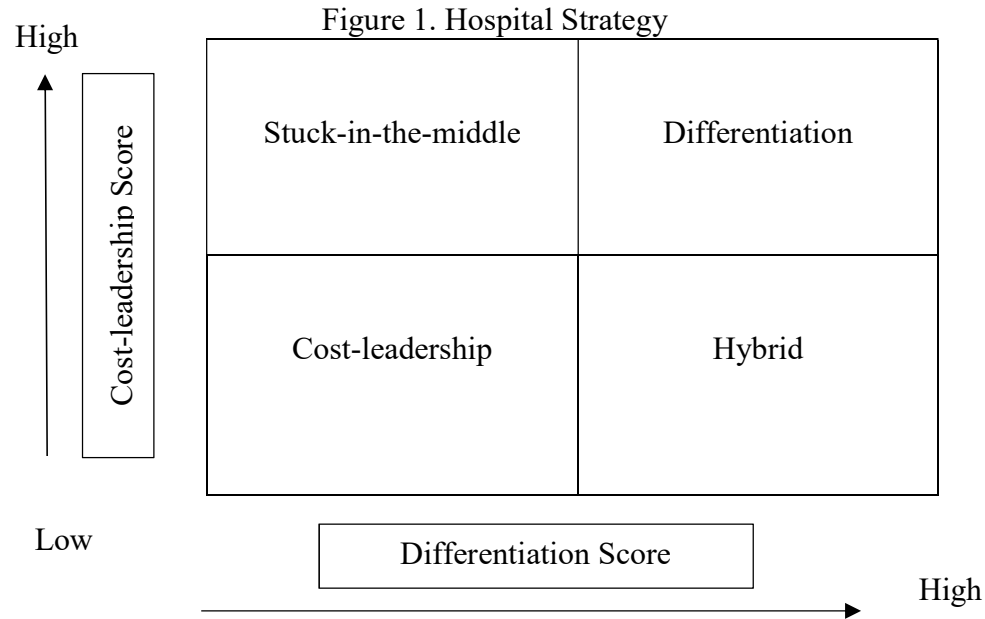 Figure 1. Hospital Strategy
High
Stuck-in-the-middle
Differentiation
Cost-leadership Score
Cost-leadership
Hybrid
Low
Differentiation Score
High